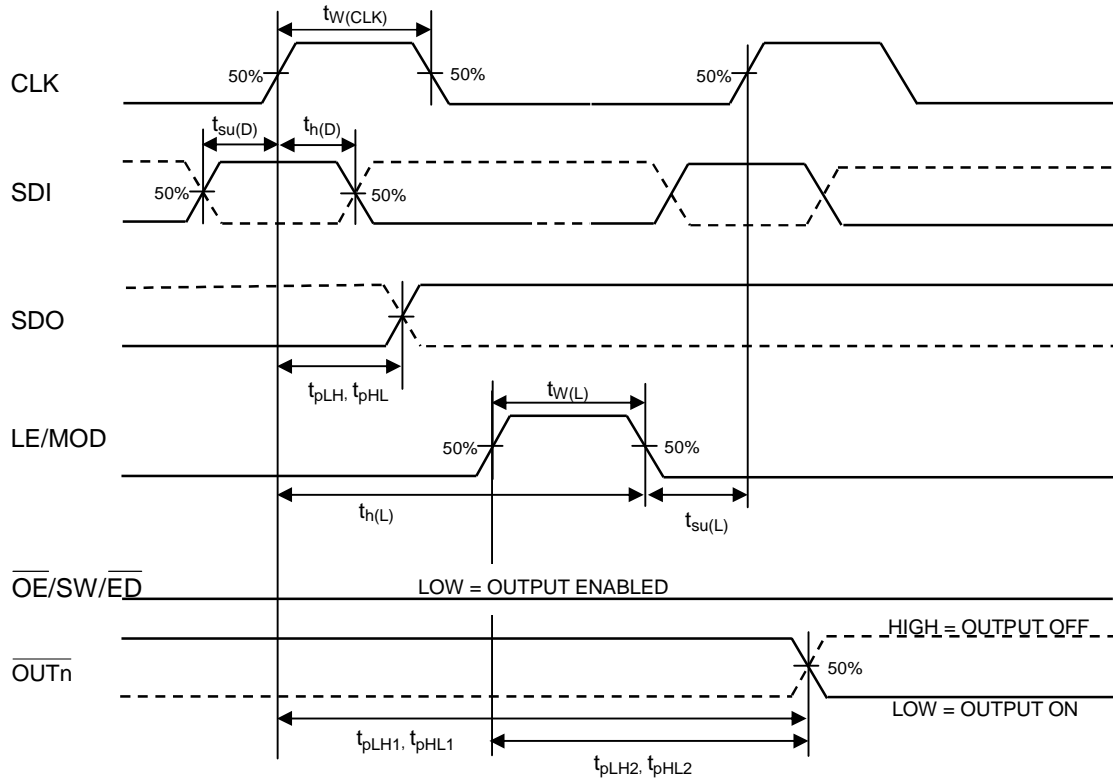 tW(CLK)
CLK
50%
50%
50%
tsu(D)
th(D)
SDI
50%
50%
SDO
tpLH, tpHL
tW(L)
LE/MOD
50%
50%
th(L)
tsu(L)
OE/SW/ED
LOW = OUTPUT ENABLED
HIGH = OUTPUT OFF
OUTn
50%
LOW = OUTPUT ON
tpLH1, tpHL1
tpLH2, tpHL2